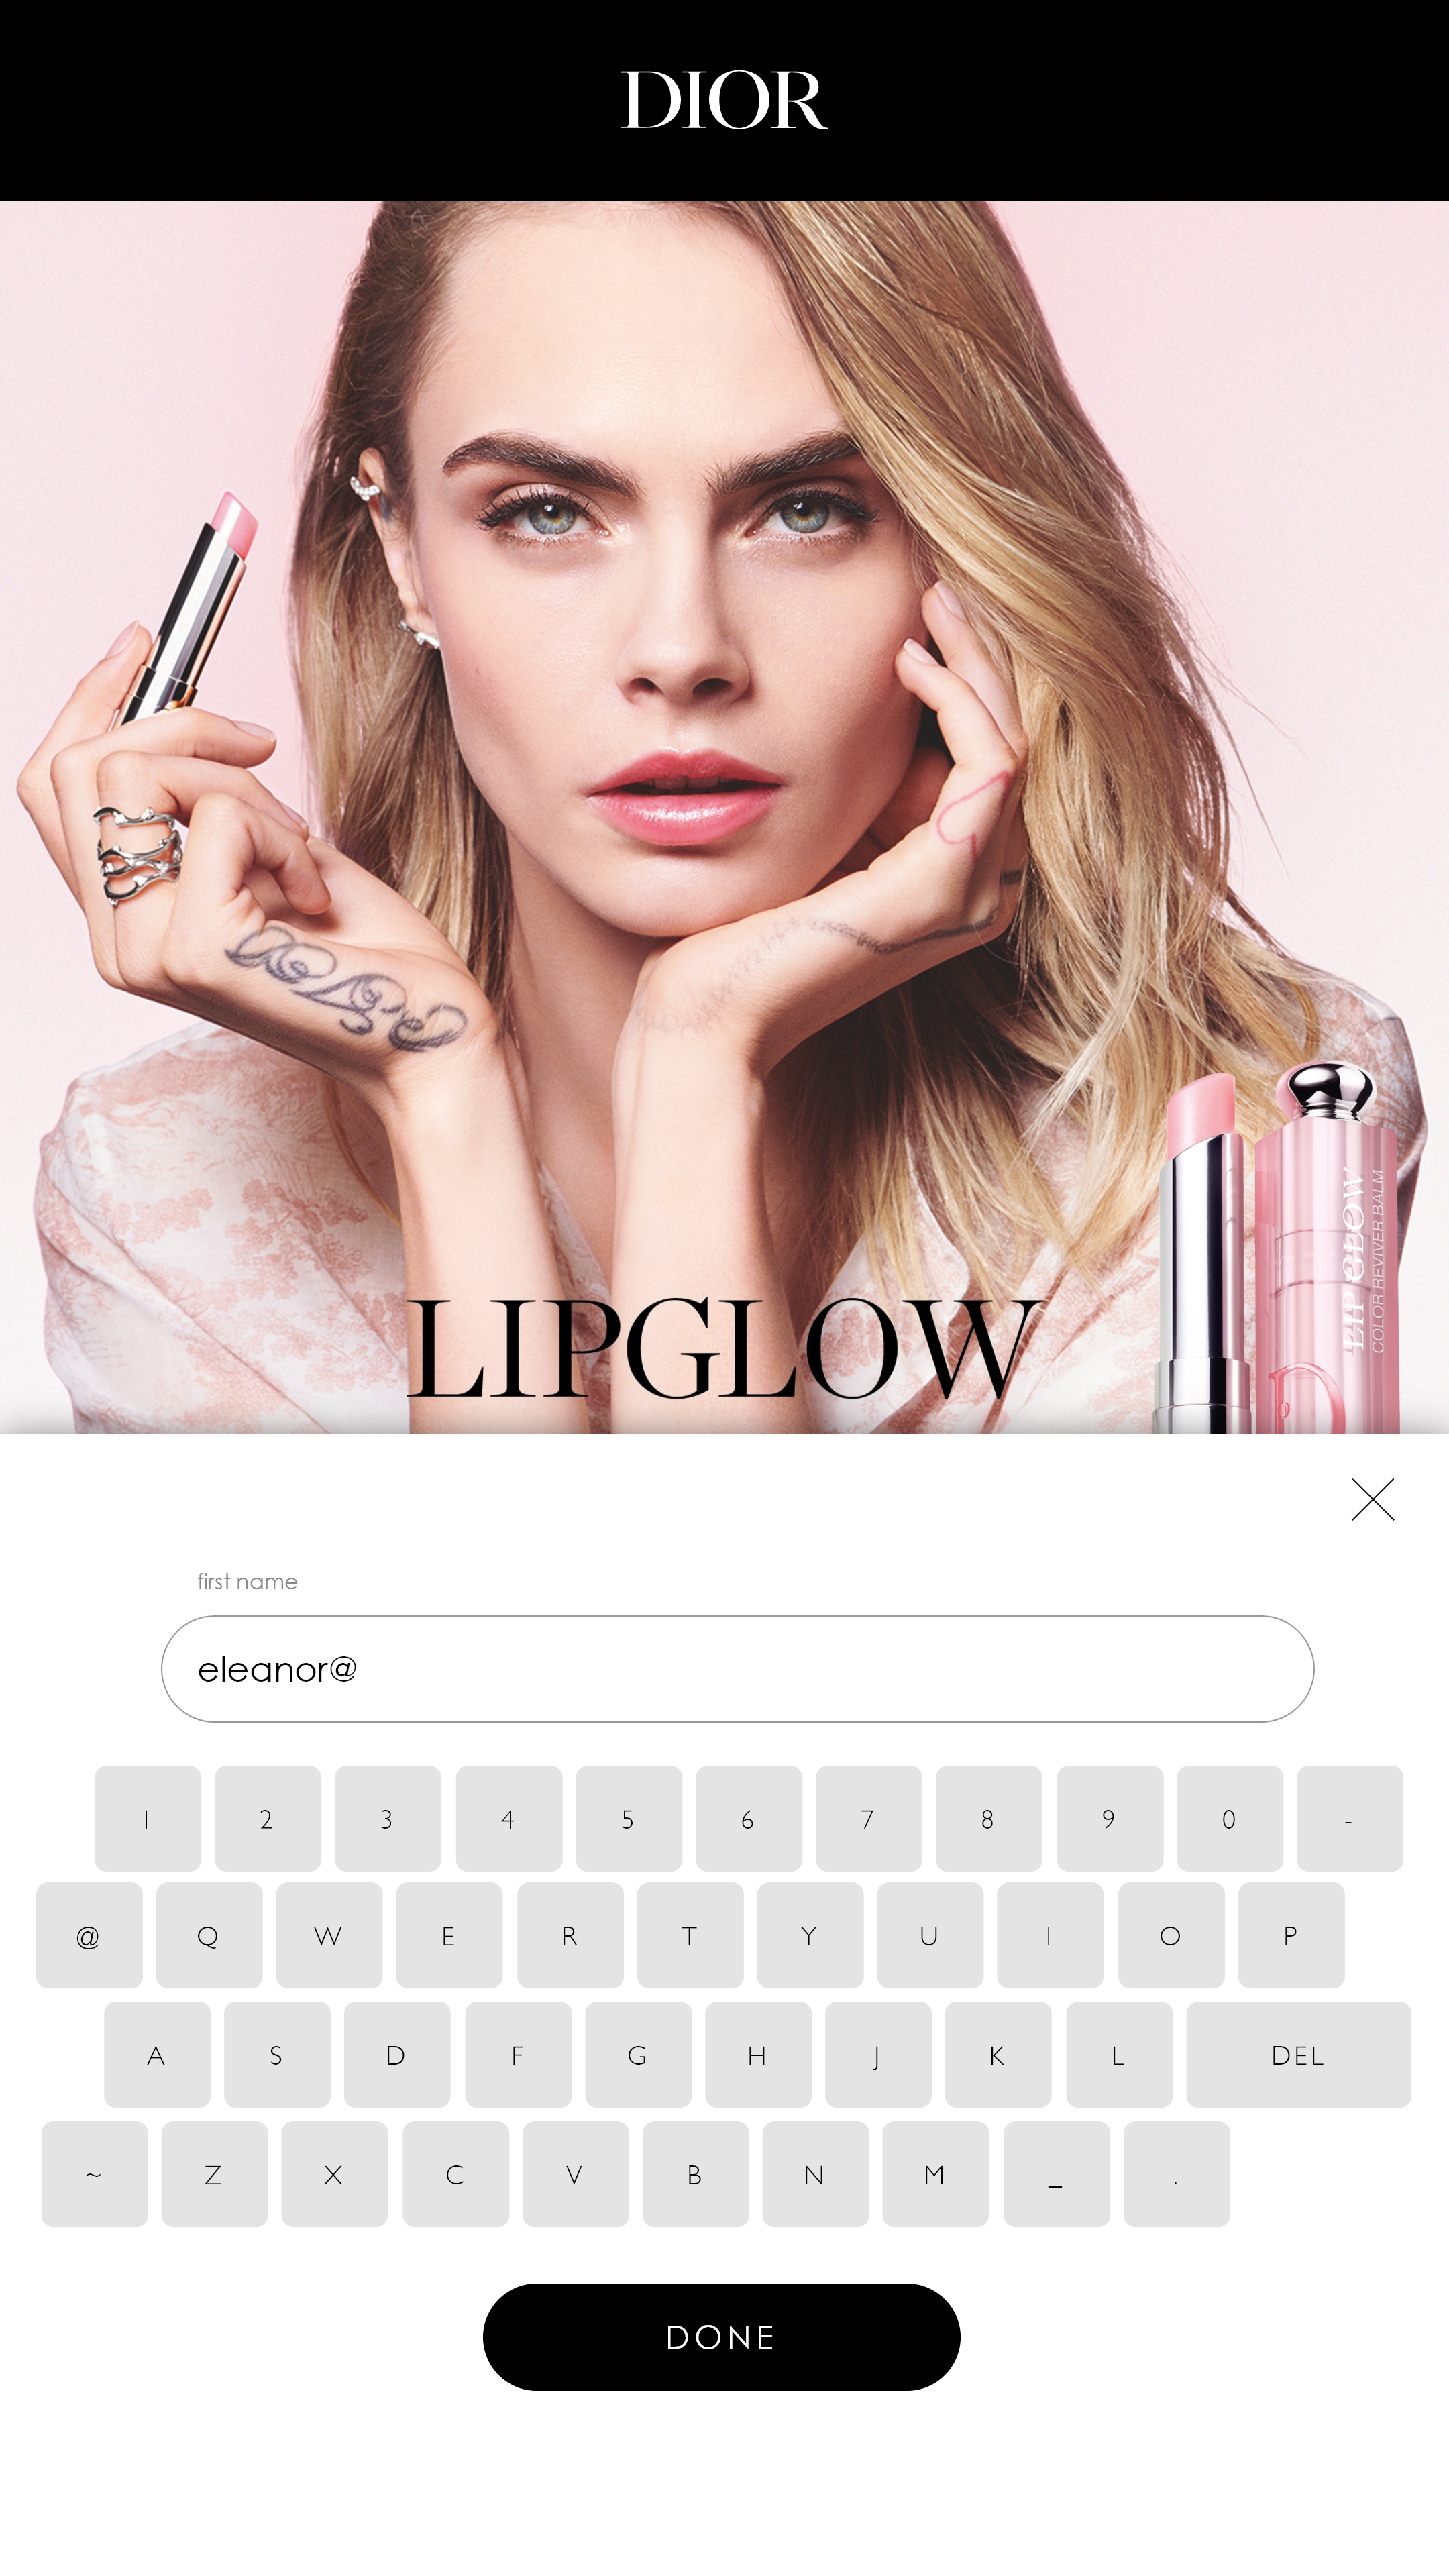 DIOR
LIP GLOW
COLOR REVIVER BALM
LIPGLOW
first name
eleanor@
1 2 3 4 5 6 7 8 9 0 -
@ Q W E R T Y U I O P
A S D F G H J K L DEL
~ Z X C V B N M _ .
DONE